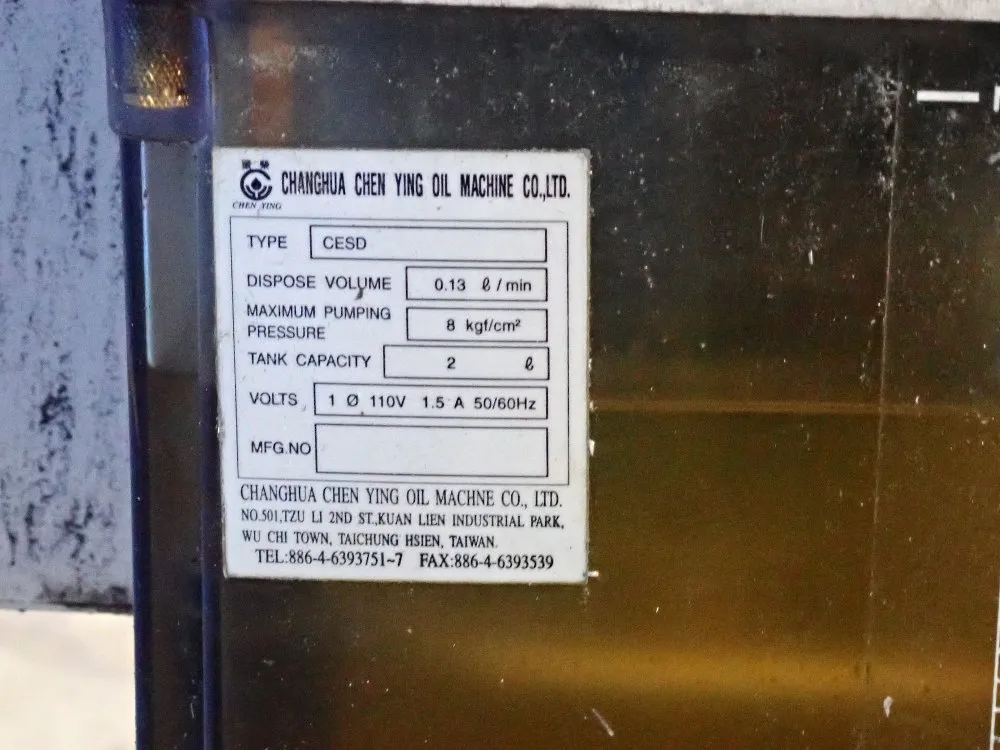 CHEN YING
CHANGHUA CHEN YING OIL MACHINE CO.,LTD.
TYPE CESD
DISPOSE VOLUME 0.13 ℓ/min
MAXIMUM PUMPING PRESSURE 8 kgf/cm²
TANK CAPACITY 2 ℓ
VOLTS 1 Ø 110V 1.5 A 50/60Hz
MFG.NO
CHANGHUA CHEN YING OIL MACHNE CO., LTD.
NO.501,TZU LI 2ND ST.,KUAN LIEN INDUSTRIAL PARK,
WU CHI TOWN, TAICHUNG HSIEN, TAIWAN.
TEL:886-4-6393751~7 FAX:886-4-6393539